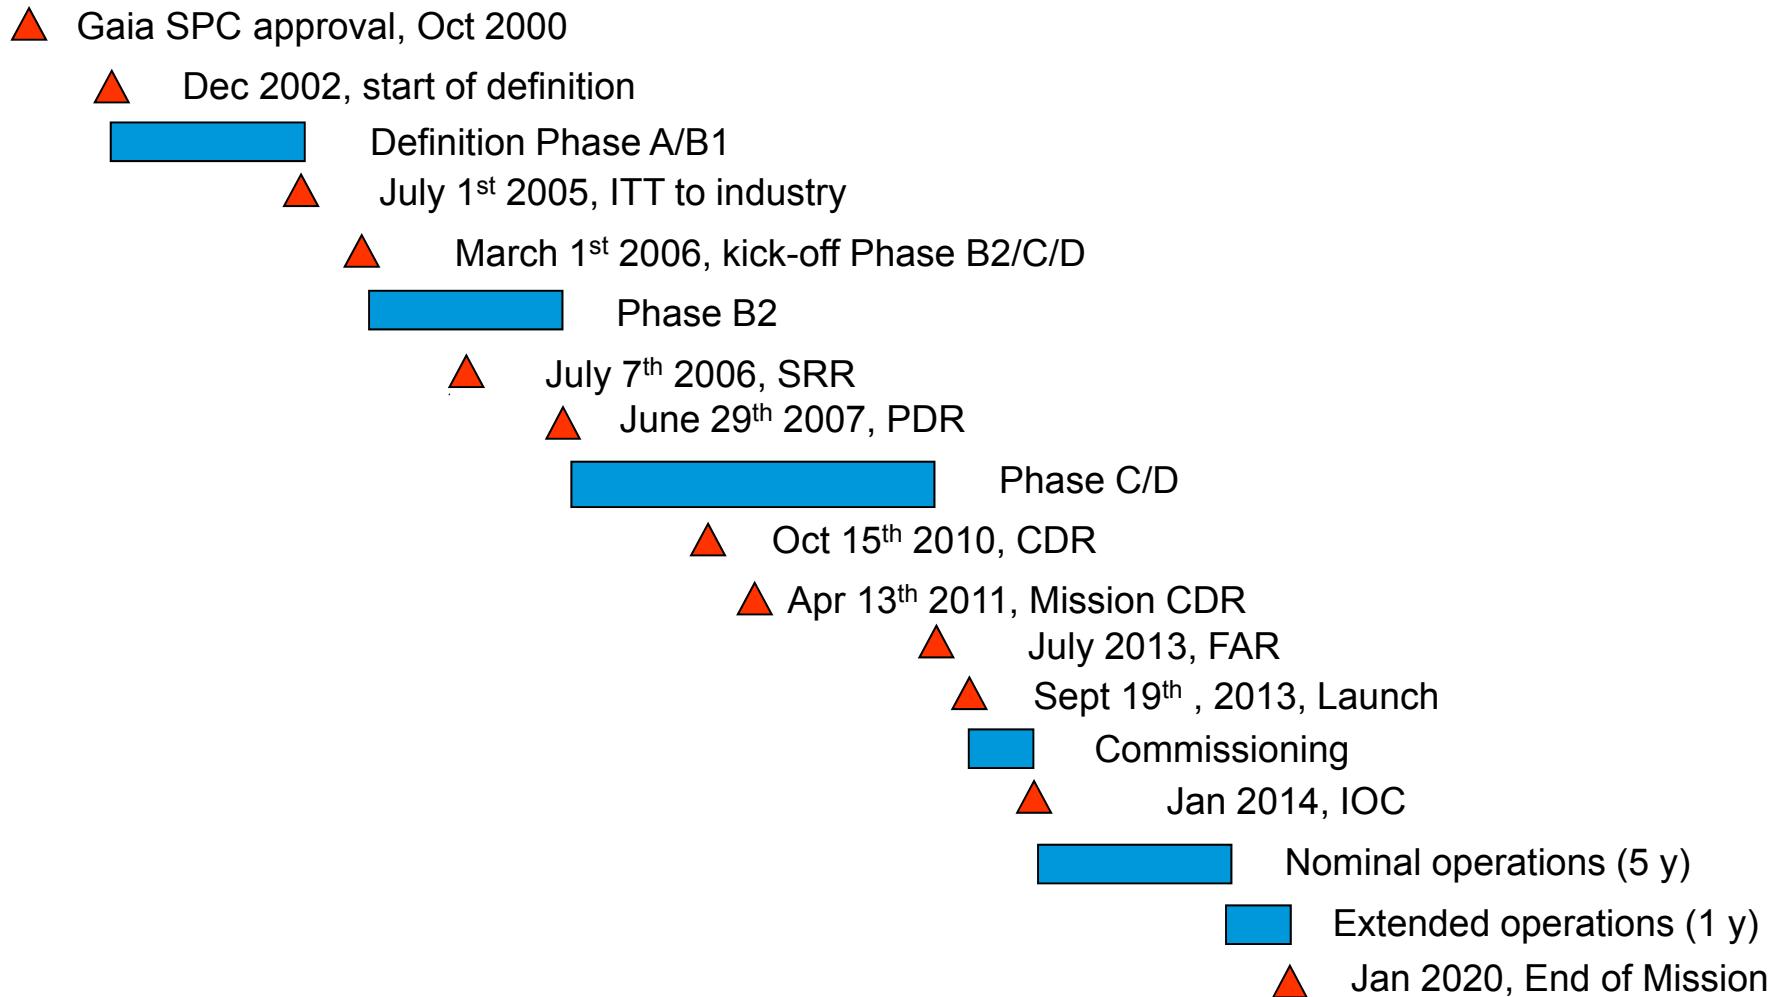 Gaia SPC approval, Oct 2000
Dec 2002, start of definition
Definition Phase A/B1
July 1st 2005, ITT to industry
March 1st 2006, kick-off Phase B2/C/D
Phase B2
July 7th 2006, SRR
June 29th 2007, PDR
Phase C/D
Oct 15th 2010, CDR
Apr 13th 2011, Mission CDR
July 2013, FAR
Sept 19th , 2013, Launch
Commissioning
Jan 2014, IOC
Nominal operations (5 y)
Extended operations (1 y)
Jan 2020, End of Mission